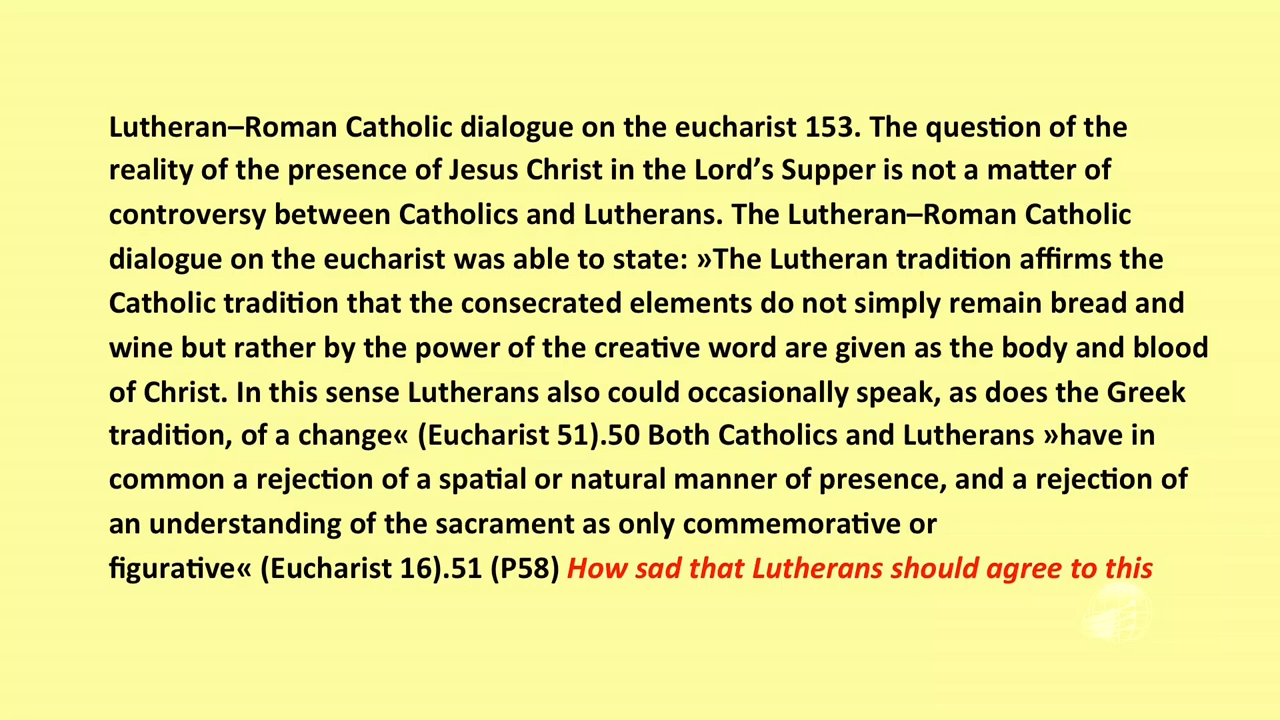 Lutheran–Roman Catholic dialogue on the eucharist 153. The question of the
reality of the presence of Jesus Christ in the Lord’s Supper is not a matter of
controversy between Catholics and Lutherans. The Lutheran–Roman Catholic
dialogue on the eucharist was able to state: »The Lutheran tradition affirms the
Catholic tradition that the consecrated elements do not simply remain bread and
wine but rather by the power of the creative word are given as the body and blood
of Christ. In this sense Lutherans also could occasionally speak, as does the Greek
tradition, of a change« (Eucharist 51).50 Both Catholics and Lutherans »have in
common a rejection of a spatial or natural manner of presence, and a rejection of
an understanding of the sacrament as only commemorative or
figurative« (Eucharist 16).51 (P58) How sad that Lutherans should agree to this